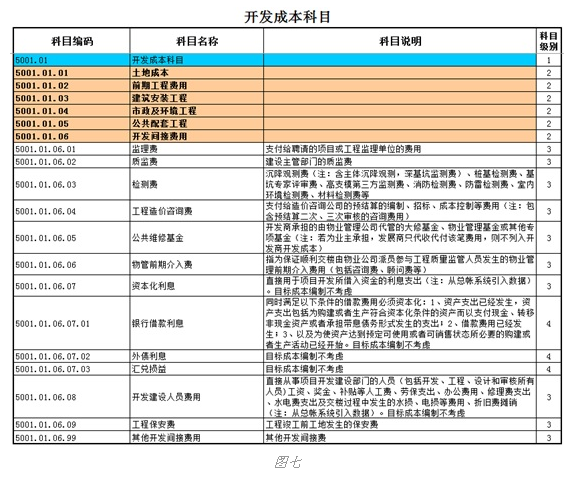 开发成本科目
科目编码 科目名称 科目说明 科目级别
5001.01 开发成本科目 1
5001.01.01 土地成本 2
5001.01.02 前期工程费用 2
5001.01.03 建筑安装工程 2
5001.01.04 市政及环境工程 2
5001.01.05 公共配套工程 2
5001.01.06 开发间接费用 2
5001.01.06.01 监理费 支付给聘请的项目或工程监理单位的费用 3
5001.01.06.02 质监费 建设主管部门的质监费 3
5001.01.06.03 检测费 沉降观测费（注：含主体沉降观测，深基坑监测费）、桩基检测费、基
坑专家评审费、高支模第三方监测费、消防检测费、防雷检测费、室内
环境检测费、材料检测费等 3
5001.01.06.04 工程造价咨询费 支付给造价咨询公司的预结算的编制、招标、成本控制等费用（注：包
含预结算二次、三次审核的咨询费用） 3
5001.01.06.05 公共维修基金 开发商承担的由物业管理公司代管的大修基金、物业管理基金或其他专
项基金（注：若为业主承担，发展商只代收代付该笔费用，则不列入开
发商开发成本） 3
5001.01.06.06 物管前期介入费 指为保证顺利交楼由物业公司派员参与工程质量监管人员发生的物业管
理前期介入费用（包括咨询费、顾问费等） 3
5001.01.06.07 资本化利息 直接用于项目开发所借入资金的利息支出（注：从总帐系统引入数据）
。目标成本编制不考虑 3
5001.01.06.07.01 银行借款利息 同时满足以下条件的借款费用必须资本化：1、资产支出已经发生，资
产支出包括为购建或者生产符合资本化条件的资产而以支付现金、转移
非现金资产或者承担带息债务形式发生的支出；2、借款费用已经发
生；3、以及为使资产达到预定可使用或者可销售状态所必要的购建或
者生产活动已经开始。目标成本编制不考虑 4
5001.01.06.07.02 外债利息 目标成本编制不考虑 4
5001.01.06.07.03 汇兑损益 目标成本编制不考虑 4
5001.01.06.08 开发建设人员费用 直接从事项目开发建设部门的人员（包括开发、工程、设计和审核所有
人员)工资、奖金、补贴等人工费、劳保支出、办公费用、修理费支出
、水电费支出及交楼过程中发生的水损、电损等费用、折旧费摊销
（注：从总帐系统引入数据）。目标成本编制不考虑 3
5001.01.06.09 工程保安费 工程竣工前工地发生的保安费 3
5001.01.06.99 其他开发间接费用 其他开发间接费 3
图七